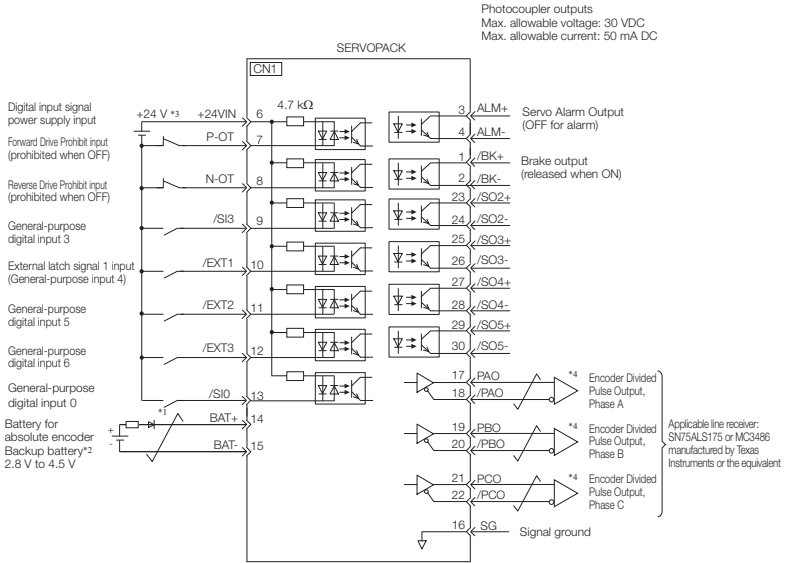 Photocoupler outputs
Max. allowable voltage: 30 VDC
Max. allowable current: 50 mA DC
SERVOPACK
CN1
4.7 kΩ
Digital input signal
power supply input
+24 V *3
+24VIN
6
Forward Drive Prohibit input
(prohibited when OFF)
P-OT
7
Reverse Drive Prohibit input
(prohibited when OFF)
N-OT
8
General-purpose
digital input 3
/SI3
9
External latch signal 1 input
(General-purpose input 4)
/EXT1
10
General-purpose
digital input 5
/EXT2
11
General-purpose
digital input 6
/EXT3
12
General-purpose
digital input 0
/SI0
13
*1
Battery for
absolute encoder
Backup battery*2
2.8 V to 4.5 V
+
-
BAT+
14
BAT-
15
3
ALM+
4
ALM-
Servo Alarm Output
(OFF for alarm)
1
/BK+
2
/BK-
Brake output
(released when ON)
23
/SO2+
24
/SO2-
25
/SO3+
26
/SO3-
27
/SO4+
28
/SO4-
29
/SO5+
30
/SO5-
17
PAO
18
/PAO
*4
Encoder Divided
Pulse Output,
Phase A
19
PBO
20
/PBO
*4
Encoder Divided
Pulse Output,
Phase B
21
PCO
22
/PCO
*4
Encoder Divided
Pulse Output,
Phase C
Applicable line receiver:
SN75ALS175 or MC3486
manufactured by Texas
Instruments or the equivalent
16
SG
Signal ground